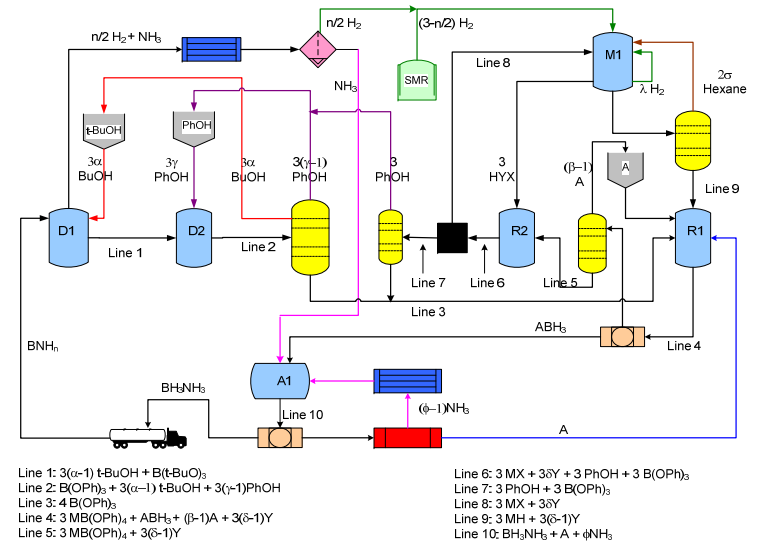 n/2 H2 + NH3
n/2 H2
(3-n/2) H2
NH3
SMR
Line 8
M1
λ H2
2σ
Hexane
t-BuOH
PhOH
3α
BuOH
3γ
PhOH
3α
BuOH
3(γ–1)
PhOH
3
PhOH
3
HYX
(β–1)
A
A
Line 9
D1
D2
R2
R1
Line 1
Line 2
Line 7
Line 6
Line 5
Line 3
BNHn
ABH3
Line 4
A1
BH3NH3
Line 10
(ϕ–1)NH3
A
Line 1: 3(α-1) t-BuOH + B(t-BuO)3
Line 2: B(OPh)3 + 3(α–1) t-BuOH + 3(γ-1)PhOH
Line 3: 4 B(OPh)3
Line 4: 3 MB(OPh)4 + ABH3 + (β-1)A + 3(δ-1)Y
Line 5: 3 MB(OPh)4 + 3(δ-1)Y
Line 6: 3 MX + 3δY + 3 PhOH + 3 B(OPh)3
Line 7: 3 PhOH + 3 B(OPh)3
Line 8: 3 MX + 3δY
Line 9: 3 MH + 3(δ-1)Y
Line 10: BH3NH3 + A + ϕNH3